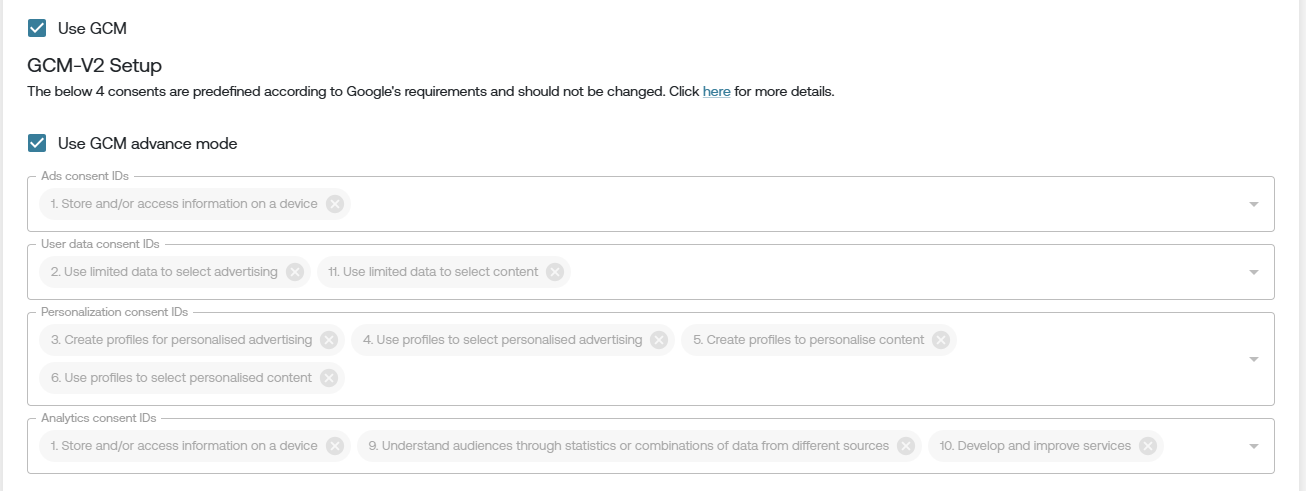 Use GCM
GCM-V2 Setup
The below 4 consents are predefined according to Google's requirements and should not be changed. Click here for more details.
Use GCM advance mode
Ads consent IDs
1. Store and/or access information on a device
User data consent IDs
2. Use limited data to select advertising 11. Use limited data to select content
Personalization consent IDs
3. Create profiles for personalised advertising 4. Use profiles to select personalised advertising 5. Create profiles to personalise content
6. Use profiles to select personalised content
Analytics consent IDs
1. Store and/or access information on a device 9. Understand audiences through statistics or combinations of data from different sources 10. Develop and improve services